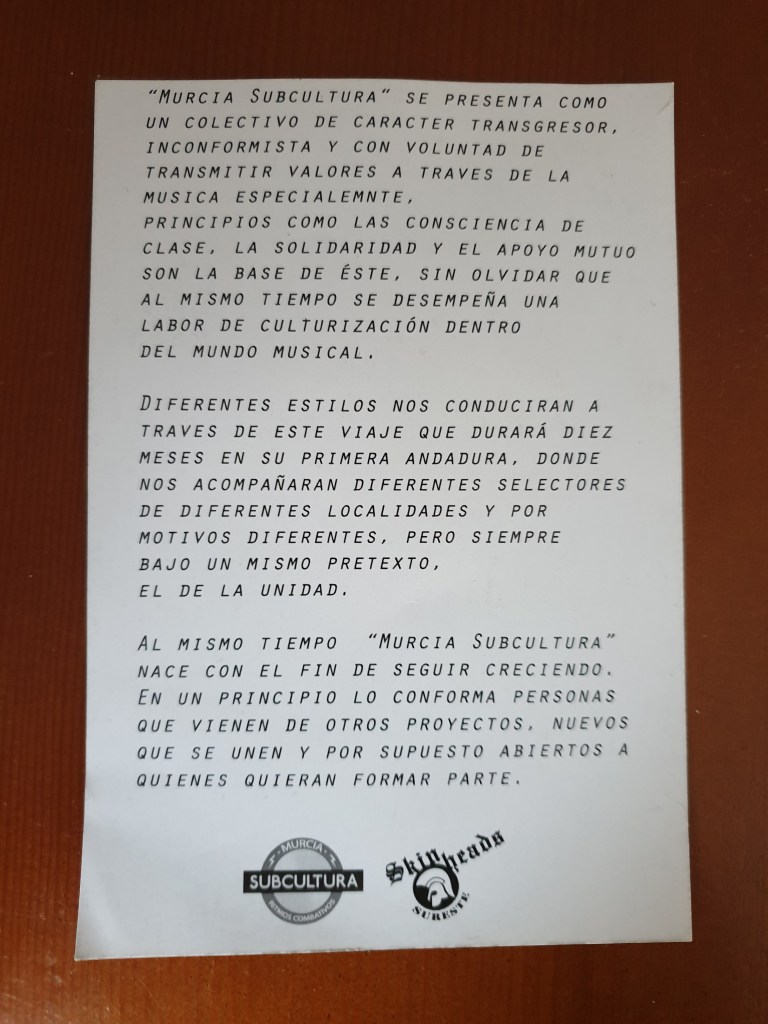 “Murcia Subcultura” se presenta como
un colectivo de caracter transgresor,
inconformista y con voluntad de
transmitir valores a traves de la
musica especialemnte,
principios como las consciencia de
clase, la solidaridad y el apoyo mutuo
son la base de éste, sin olvidar que
al mismo tiempo se desempeña una
labor de culturización dentro
del mundo musical.

Diferentes estilos nos conduciran a
traves de este viaje que durará diez
meses en su primera andadura, donde
nos acompañaran diferentes selectores
de diferentes localidades y por
motivos diferentes, pero siempre
bajo un mismo pretexto,
el de la unidad.

Al mismo tiempo “Murcia Subcultura”
nace con el fin de seguir creciendo.
En un principio lo conforma personas
que vienen de otros proyectos, nuevos
que se unen y por supuesto abiertos a
quienes quieran formar parte.

MURCIA
SUBCULTURA
RITMOS COMBATIVOS
Skinheads
SURESTE